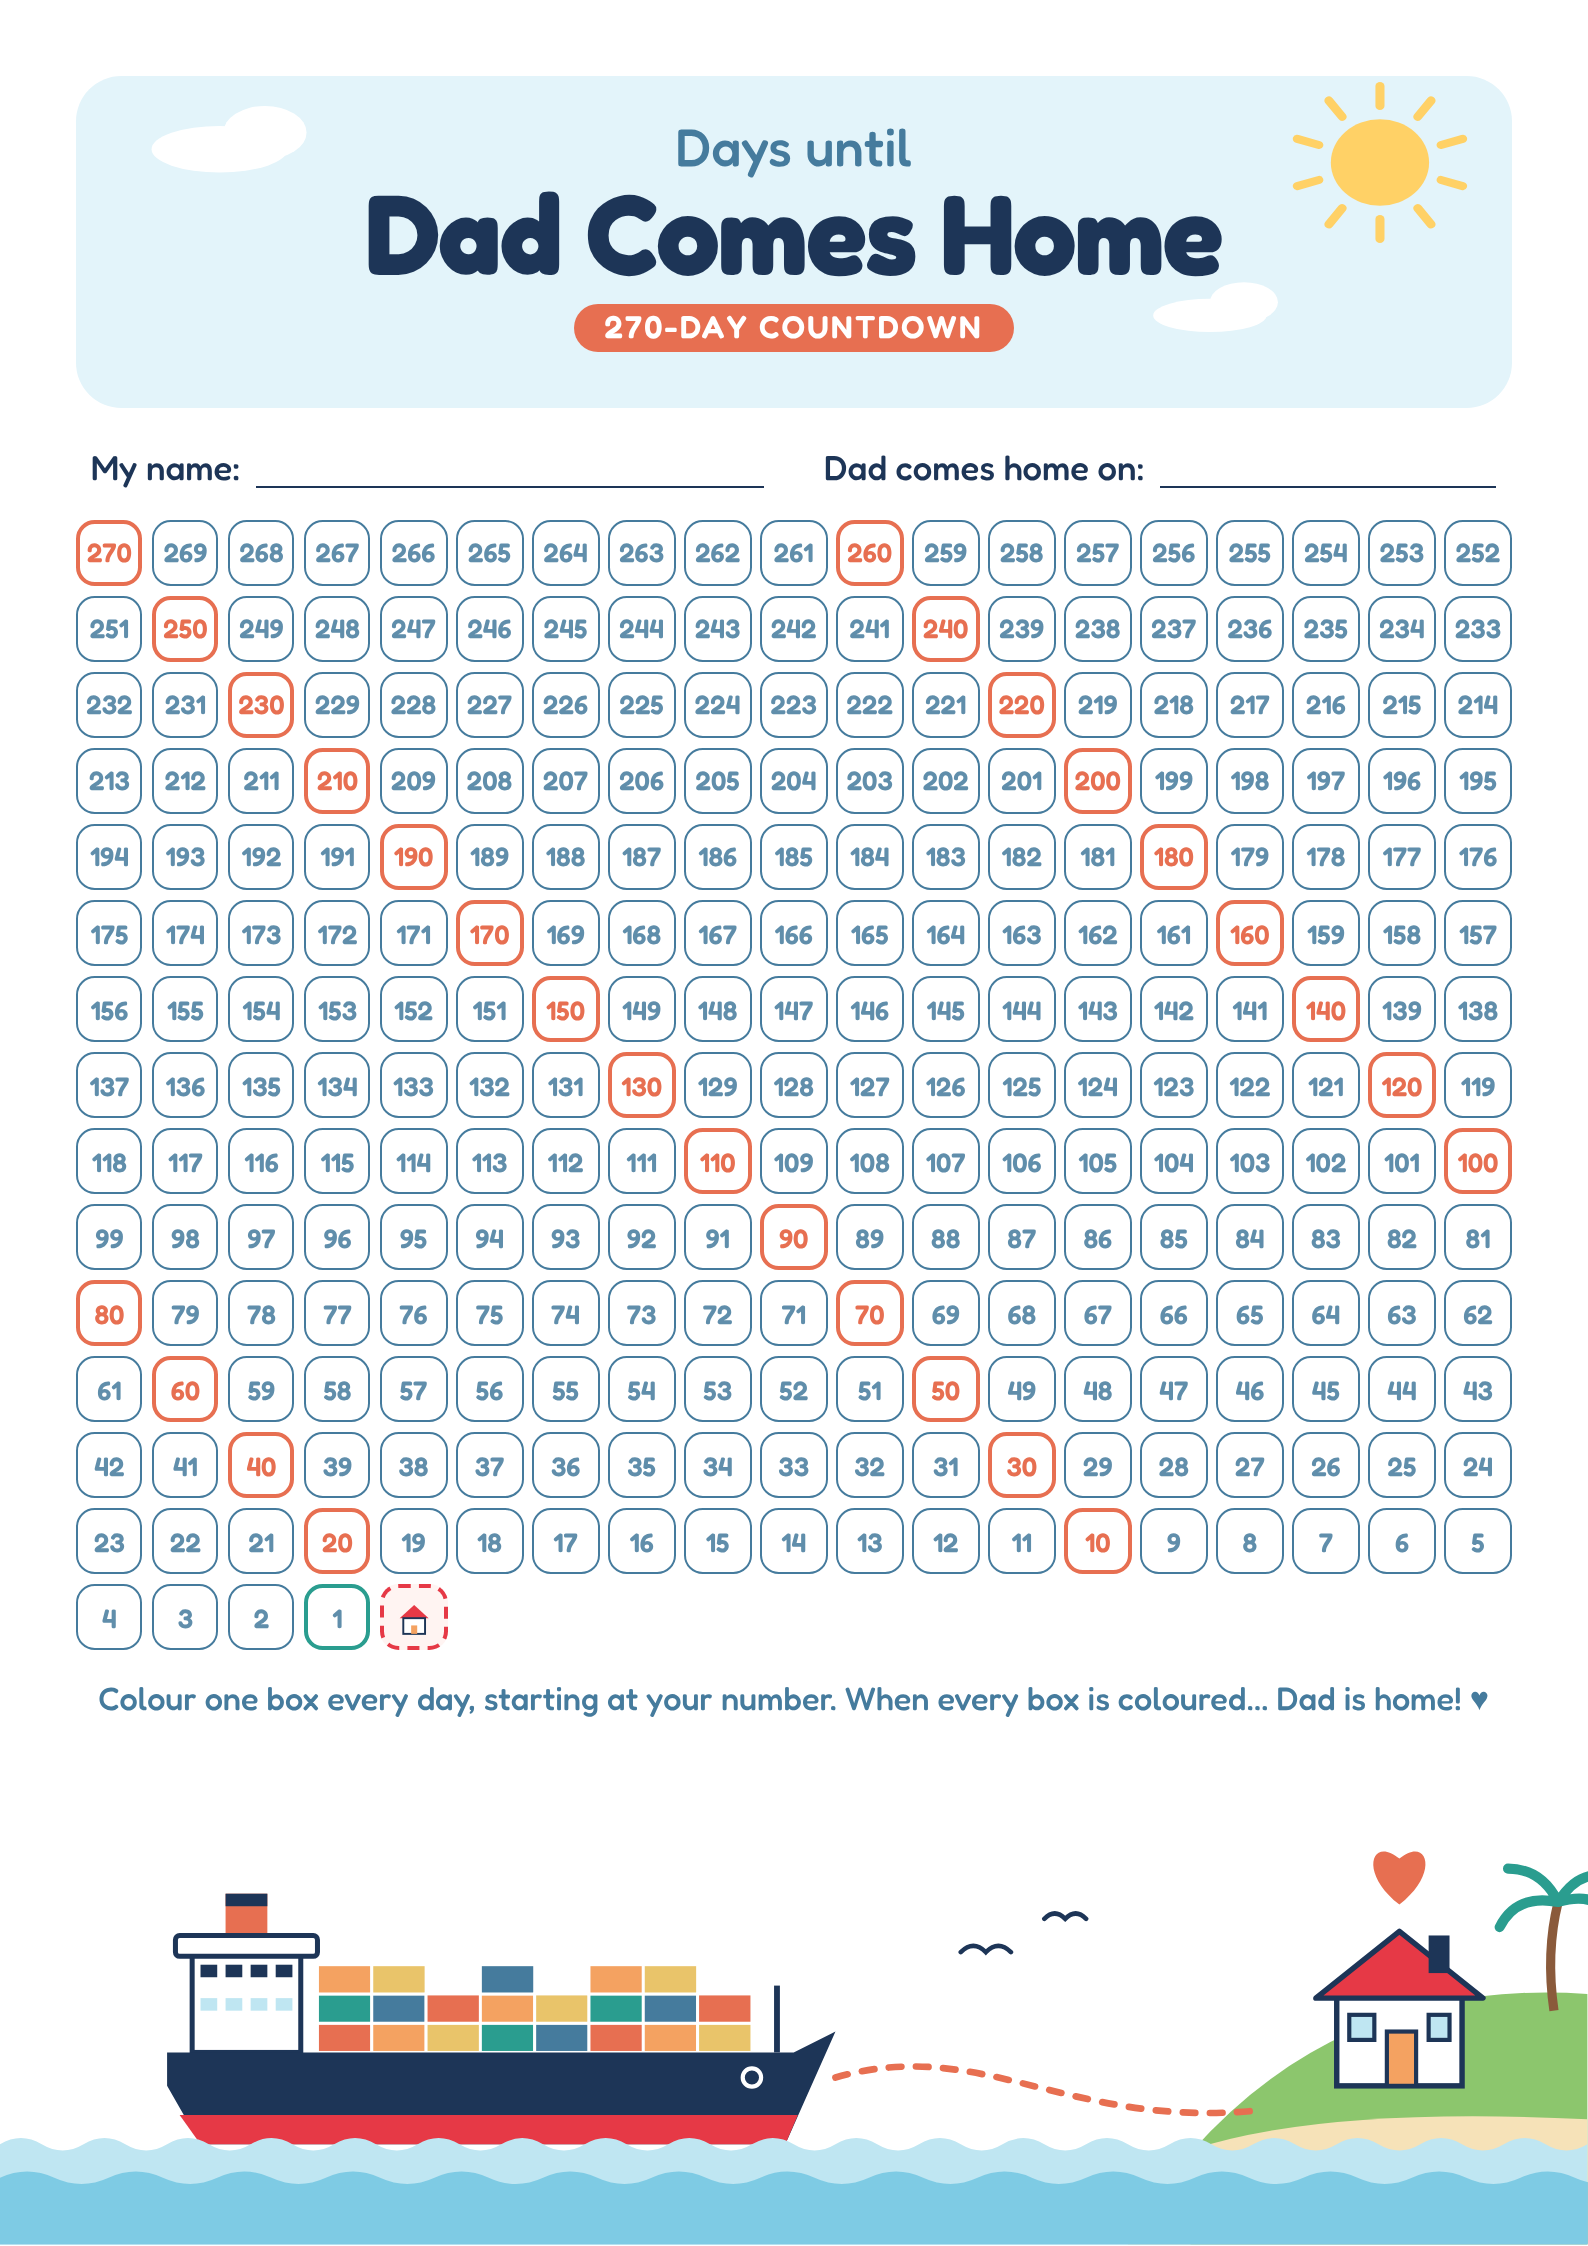 Days until
Dad Comes Home
270-DAY COUNTDOWN
My name: Dad comes home on:
270 269 268 267 266 265 264 263 262 261 260 259 258 257 256 255 254 253 252
251 250 249 248 247 246 245 244 243 242 241 240 239 238 237 236 235 234 233
232 231 230 229 228 227 226 225 224 223 222 221 220 219 218 217 216 215 214
213 212 211 210 209 208 207 206 205 204 203 202 201 200 199 198 197 196 195
194 193 192 191 190 189 188 187 186 185 184 183 182 181 180 179 178 177 176
175 174 173 172 171 170 169 168 167 166 165 164 163 162 161 160 159 158 157
156 155 154 153 152 151 150 149 148 147 146 145 144 143 142 141 140 139 138
137 136 135 134 133 132 131 130 129 128 127 126 125 124 123 122 121 120 119
118 117 116 115 114 113 112 111 110 109 108 107 106 105 104 103 102 101 100
99 98 97 96 95 94 93 92 91 90 89 88 87 86 85 84 83 82 81
80 79 78 77 76 75 74 73 72 71 70 69 68 67 66 65 64 63 62
61 60 59 58 57 56 55 54 53 52 51 50 49 48 47 46 45 44 43
42 41 40 39 38 37 36 35 34 33 32 31 30 29 28 27 26 25 24
23 22 21 20 19 18 17 16 15 14 13 12 11 10 9 8 7 6 5
4 3 2 1
Colour one box every day, starting at your number. When every box is coloured... Dad is home! ♥